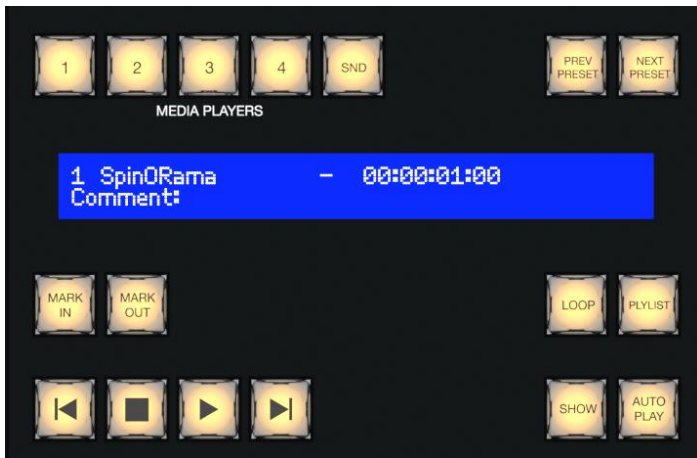 1 2 3 4 SND PREV PRESET NEXT PRESET
MEDIA PLAYERS
1 SpinORama – 00:00:01:00
Comment:
MARK IN MARK OUT LOOP PLYLIST
SHOW AUTO PLAY